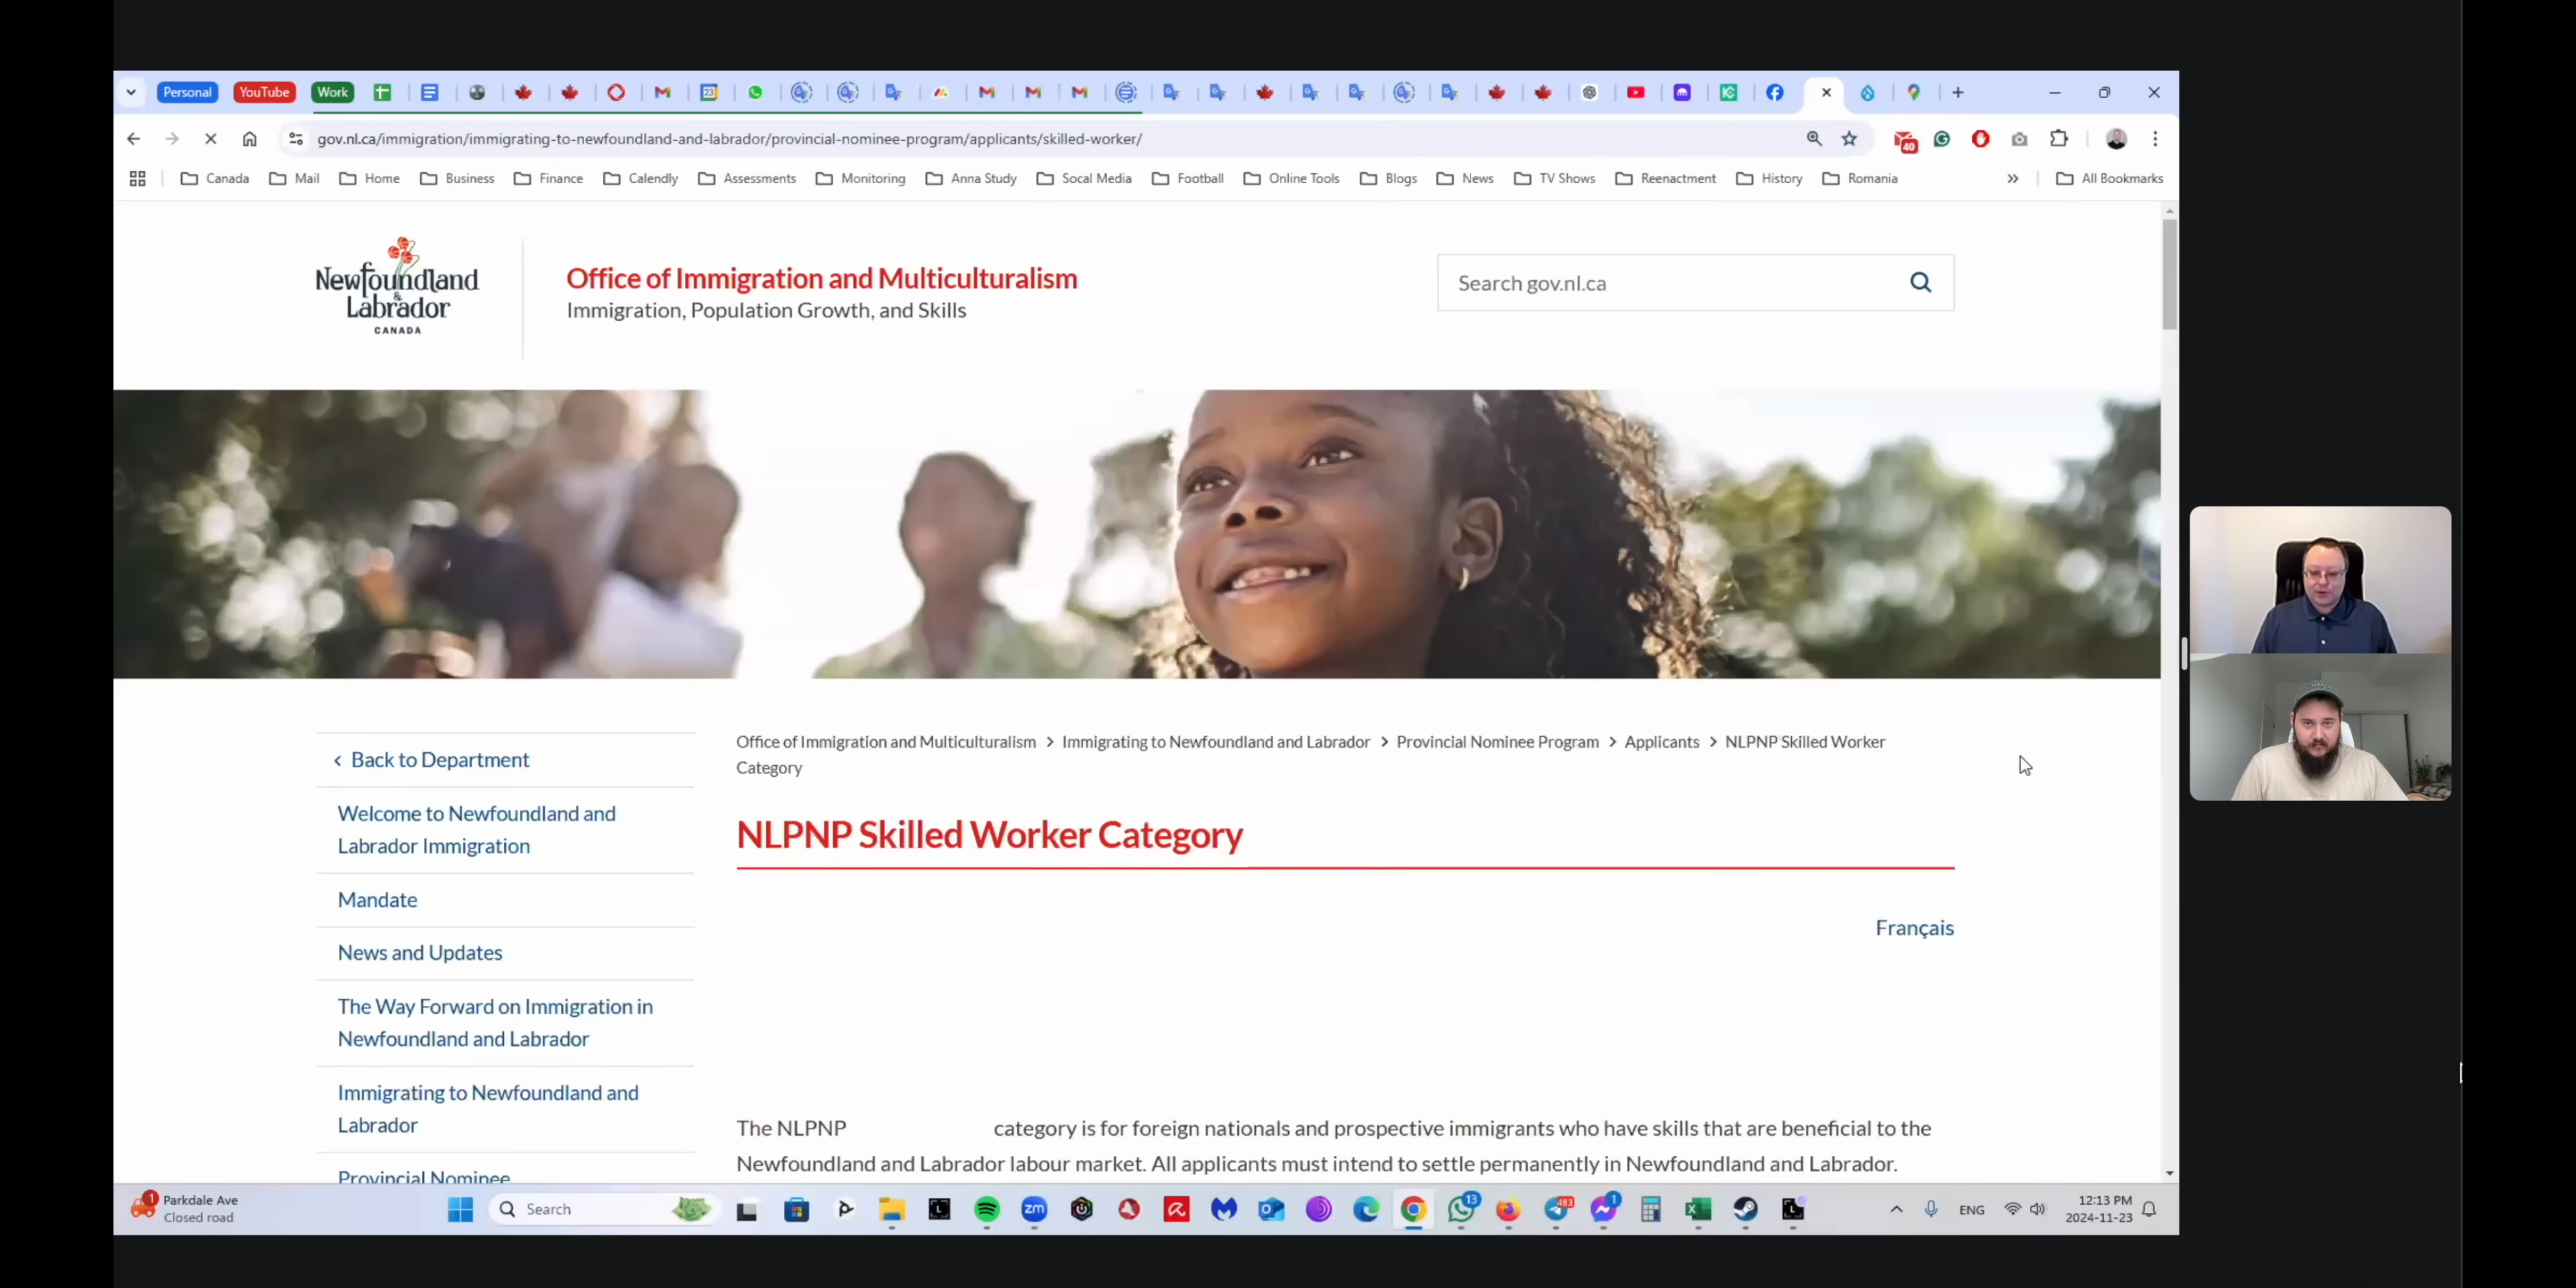 Personal YouTube Work
gov.nl.ca/immigration/immigrating-to-newfoundland-and-labrador/provincial-nominee-program/applicants/skilled-worker/
40
Canada Mail Home Business Finance Calendly Assessments Monitoring Anna Study Socal Media Football Online Tools Blogs News TV Shows Reenactment History Romania » All Bookmarks
Newfoundland
&
Labrador
CANADA
Office of Immigration and Multiculturalism
Immigration, Population Growth, and Skills
Search gov.nl.ca
Office of Immigration and Multiculturalism > Immigrating to Newfoundland and Labrador > Provincial Nominee Program > Applicants > NLPNP Skilled Worker
Category
NLPNP Skilled Worker Category
Français
The NLPNP category is for foreign nationals and prospective immigrants who have skills that are beneficial to the
Newfoundland and Labrador labour market. All applicants must intend to settle permanently in Newfoundland and Labrador.
‹ Back to Department
Welcome to Newfoundland and
Labrador Immigration
Mandate
News and Updates
The Way Forward on Immigration in
Newfoundland and Labrador
Immigrating to Newfoundland and
Labrador
Provincial Nominee
1
Parkdale Ave
Closed road
Search
zm
13
493
1
ENG
12:13 PM
2024-11-23